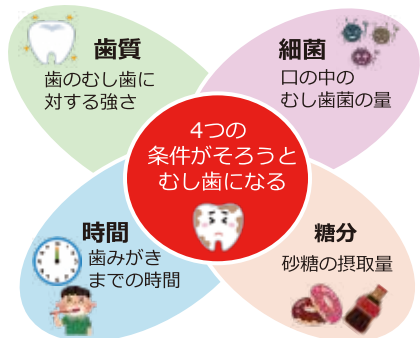 歯質
歯のむし歯に
対する強さ
細菌
口の中の
むし歯菌の量
4つの
条件がそろうと
むし歯になる
時間
歯みがき
までの時間
糖分
砂糖の摂取量